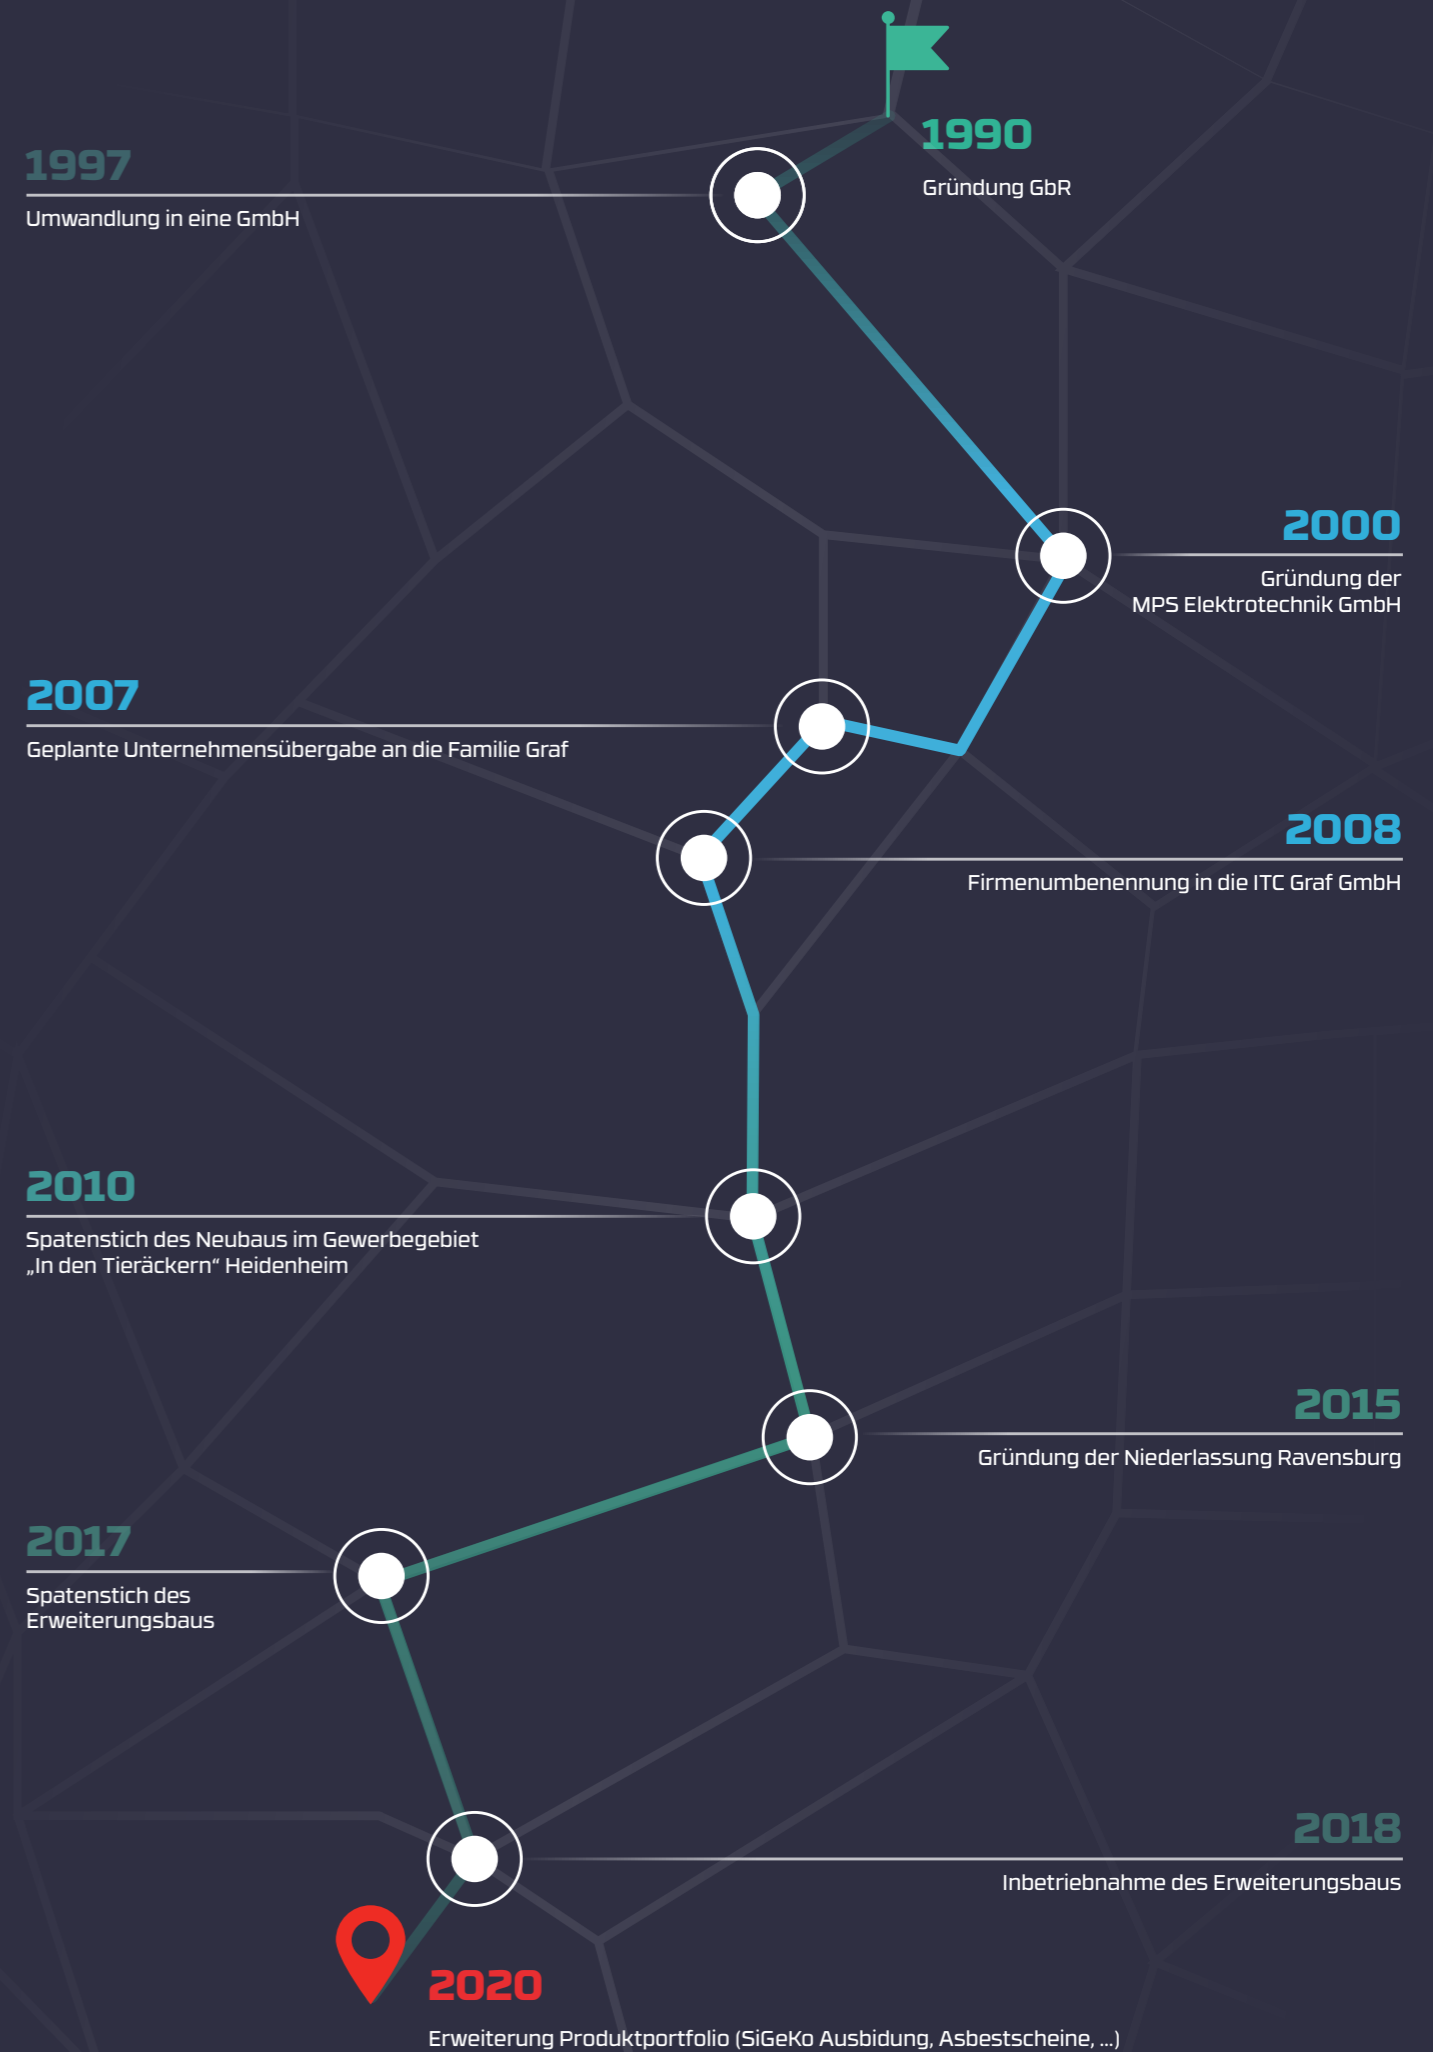 1990
Gründung GbR
1997
Umwandlung in eine GmbH
2000
Gründung der
MPS Elektrotechnik GmbH
2007
Geplante Unternehmensübergabe an die Familie Graf
2008
Firmenumbenennung in die ITC Graf GmbH
2010
Spatenstich des Neubaus im Gewerbegebiet
„In den Tieräckern“ Heidenheim
2015
Gründung der Niederlassung Ravensburg
2017
Spatenstich des
Erweiterungsbaus
2018
Inbetriebnahme des Erweiterungsbaus
2020
Erweiterung Produktportfolio (SiGeKo Ausbidung, Asbestscheine, ...)